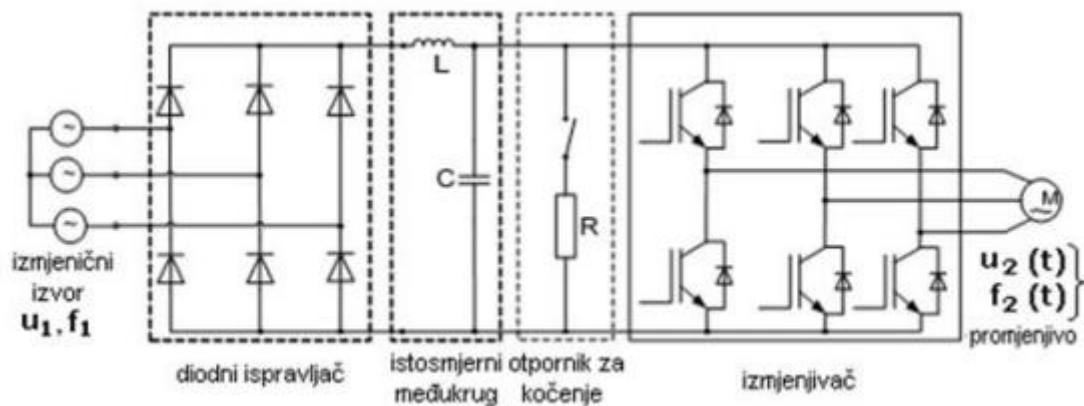 ~
~
~
izmjenični
izvor
u1, f1
L
C
R
M
~
u2 (t)
f2 (t)
promjenjivo
diodni ispravljač
istosmjerni
međukrug
otpornik za
kočenje
izmjenjivač